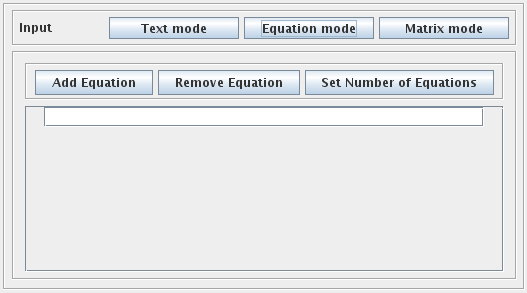 Input Text mode Equation mode Matrix mode
Add Equation Remove Equation Set Number of Equations